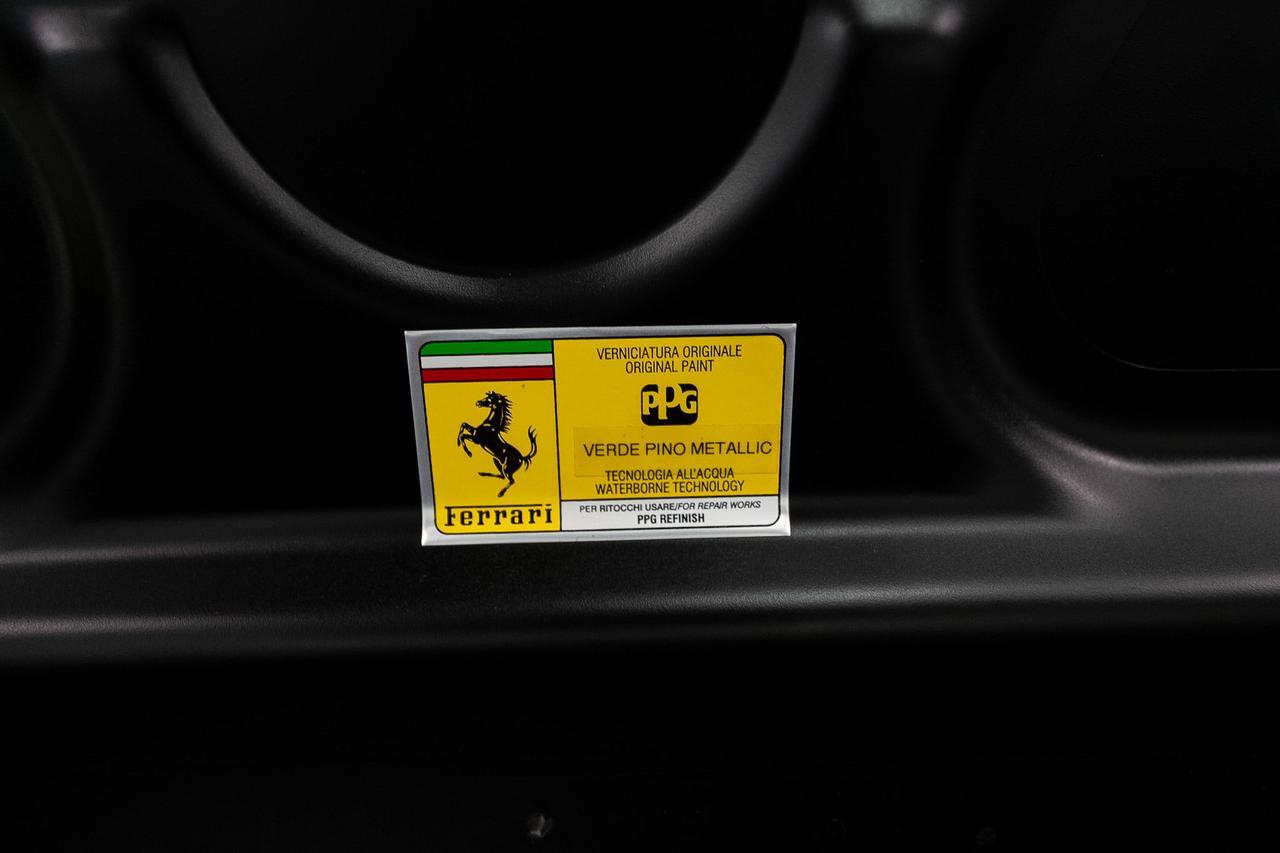 VERNICIATURA ORIGINALE
ORIGINAL PAINT
PPG
VERDE PINO METALLIC
TECNOLOGIA ALL'ACQUA
WATERBORNE TECHNOLOGY
Ferrari
PER RITOCCHI USARE/FOR REPAIR WORKS
PPG REFINISH